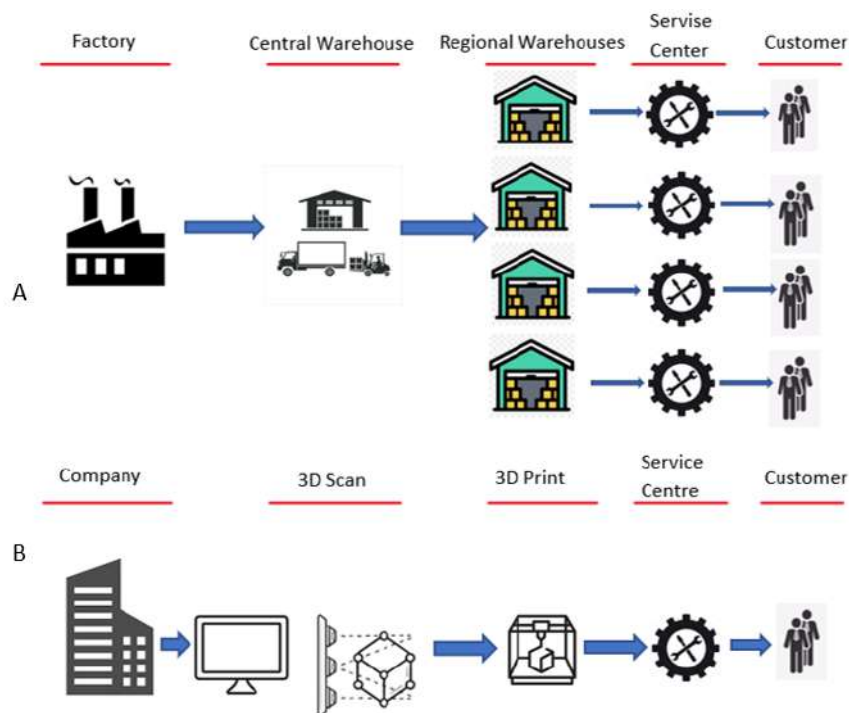 Factory
Central Warehouse
Regional Warehouses
Servise
Center
Customer
A
Company
3D Scan
3D Print
Service
Centre
Customer
B